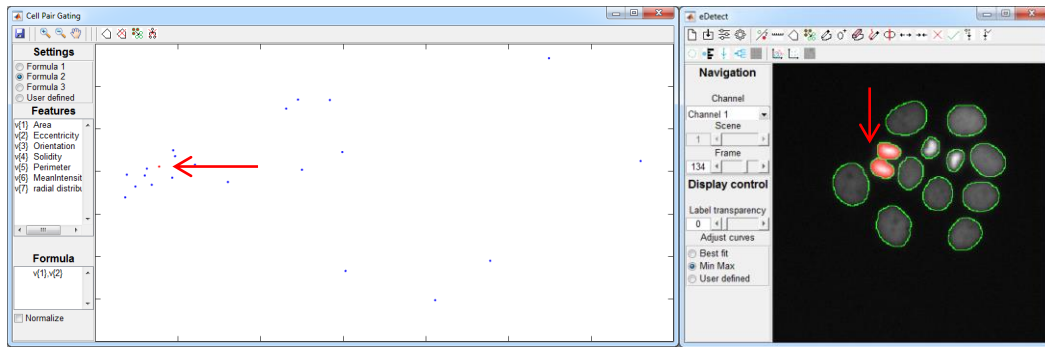 Cell Pair Gating
Settings
Formula 1
Formula 2
Formula 3
User defined
Features
v{1} Area
v{2} Eccentricity
v{3} Orientation
v{4} Solidity
v{5} Perimeter
v{6} MeanIntensit
v{7} radial distribu
Formula
v{1},v{2}
Normalize
eDetect
Navigation
Channel
Channel 1
Scene
1
Frame
134
Display control
Label transparency
0
Adjust curves
Best fit
Min Max
User defined